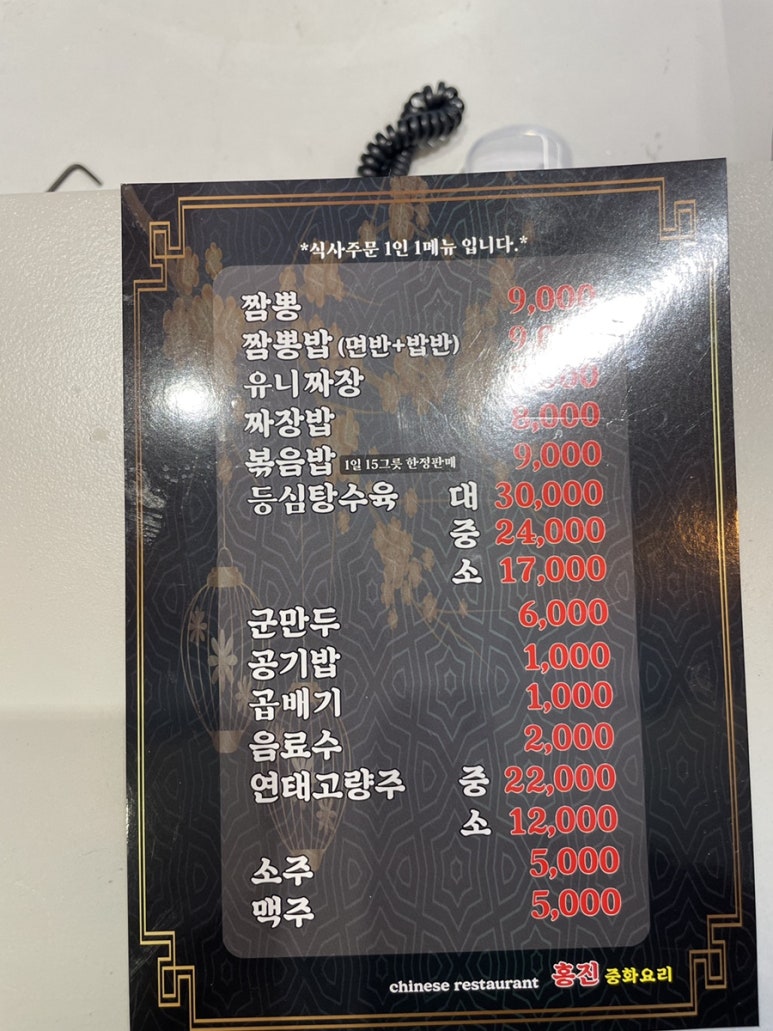 *식사주문 1인 1메뉴 입니다.*
짬뽕 9,000
짬뽕밥 (면반+밥반)
유니짜장
짜장밥 8,000
볶음밥 1일 15그릇 한정판매 9,000
등심탕수육 대 30,000
중 24,000
소 17,000
군만두 6,000
공기밥 1,000
곱배기 1,000
음료수 2,000
연태고량주 중 22,000
소 12,000
소주 5,000
맥주 5,000
chinese restaurant 홍진 중화요리